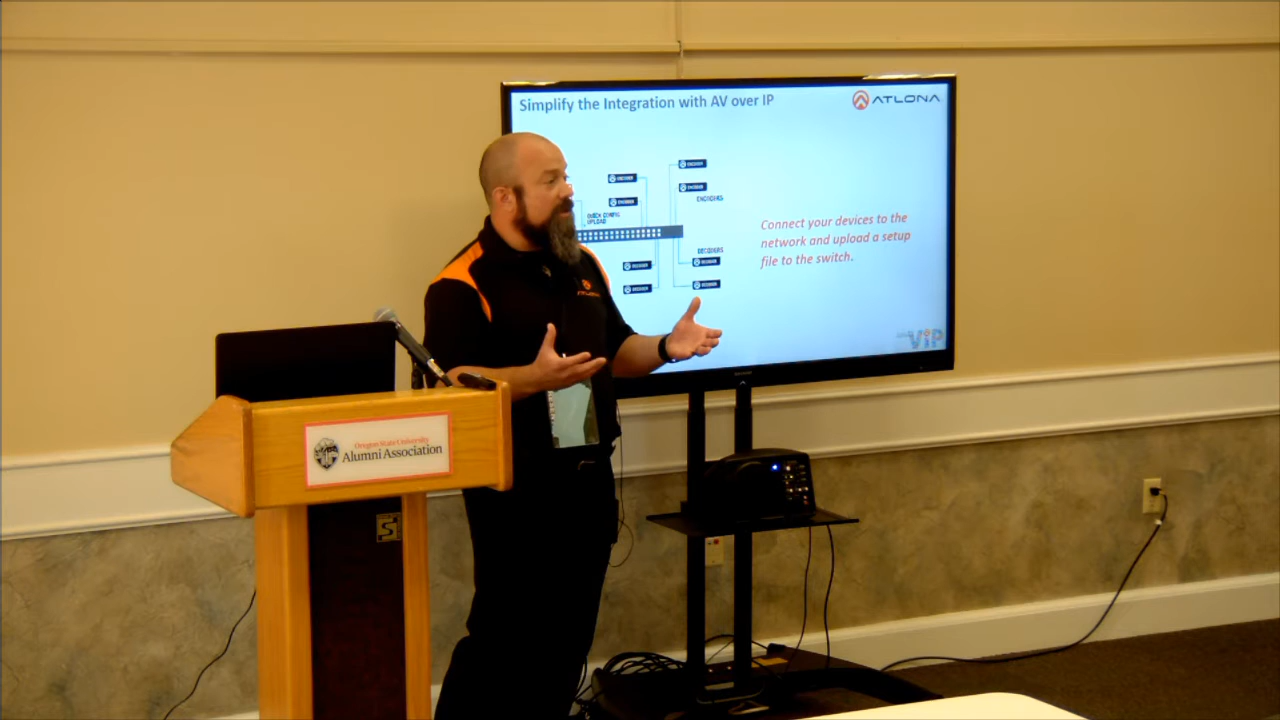 Simplify the Integration with AV over IP
ATLONA
ENCODER
ENCODER
ENCODER
ENCODER
ENCODERS
QUICK CONFIG
UPLOAD
Connect your devices to the
network and upload a setup
file to the switch.
DECODERS
DECODER
DECODER
DECODER
DECODER
ViP
ATLONA
Oregon State University
Alumni Association